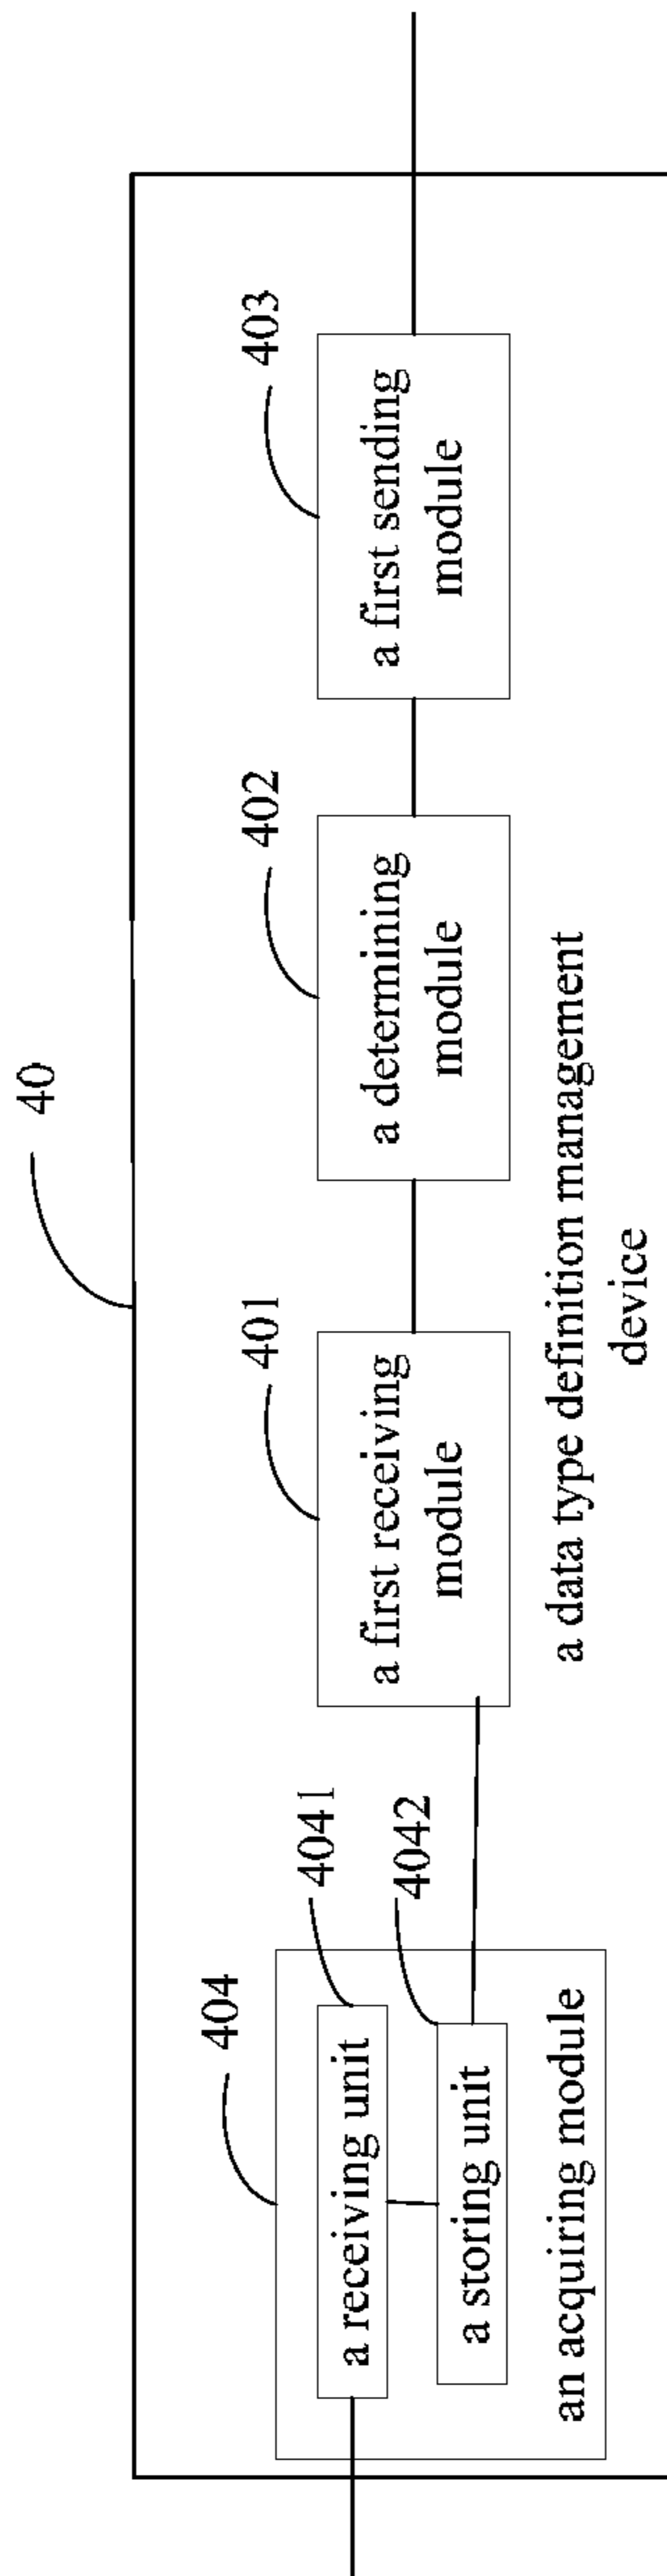 40
404
a receiving unit
4041
a storing unit
4042
an acquiring module
401
a first receiving
module
402
a determining
module
403
a first sending
module
a data type definition management
device